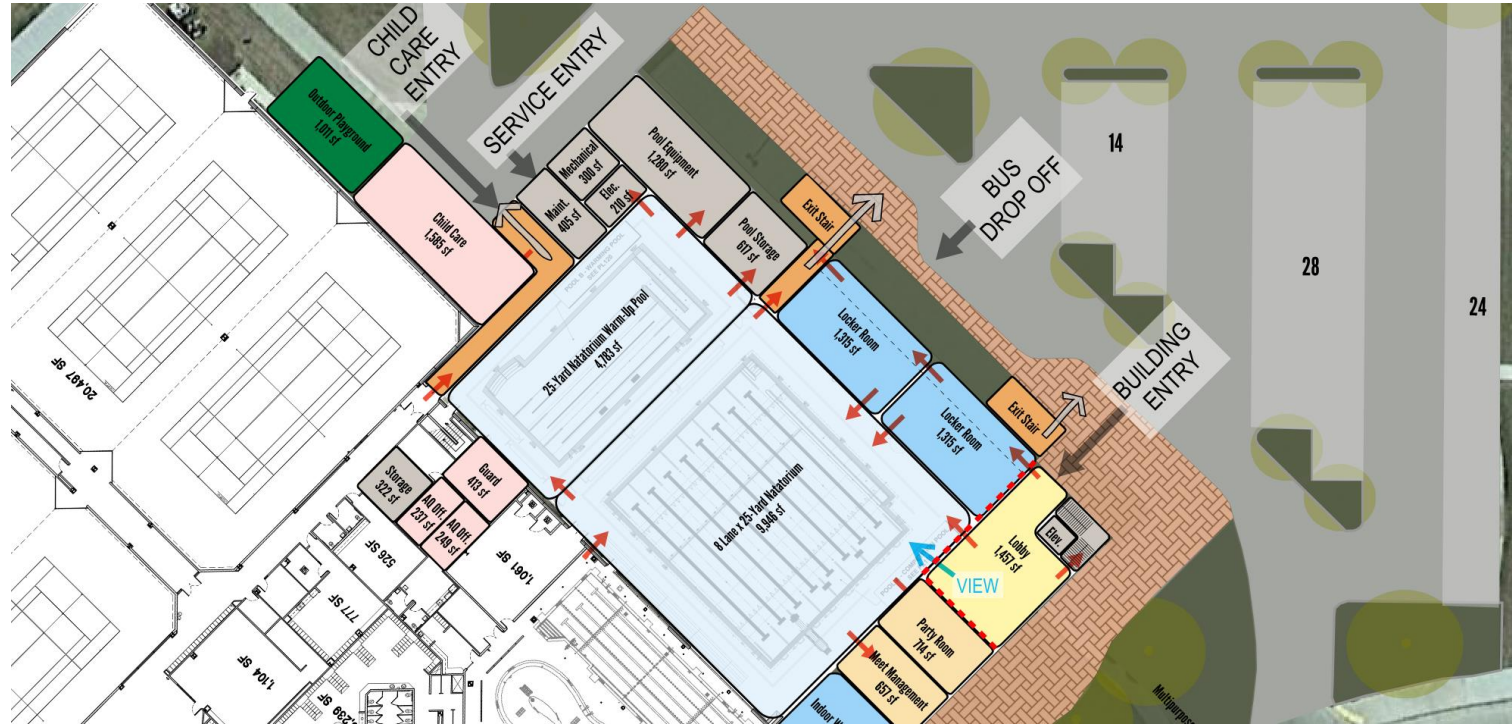 CHILD
CARE
ENTRY
SERVICE ENTRY
Outdoor Playground
1,011 sf
Child Care
1,585 sf
Maint.
405 sf
Mechanical
300 sf
Elec.
210 sf
Pool Equipment
1,280 sf
Pool Storage
617 sf
Exit Stair
BUS
DROP OFF
14
28
24
BUILDING
ENTRY
Locker Room
1,315 sf
Locker Room
1,315 sf
Exit Stair
25-Yard Natatorium Warm-Up Pool
4,783 sf
8 Lane x 25-Yard Natatorium
9,946 sf
Lobby
1,457 sf
Elev.
VIEW
Party Room
714 sf
Meet Management
657 sf
Guard
413 sf
Storage
322 sf
AQ Off.
237 sf
AQ Off.
249 sf
20,497 SF
526 SF
777 SF
1,061 SF
1,104 SF
,239 SF
Indoor